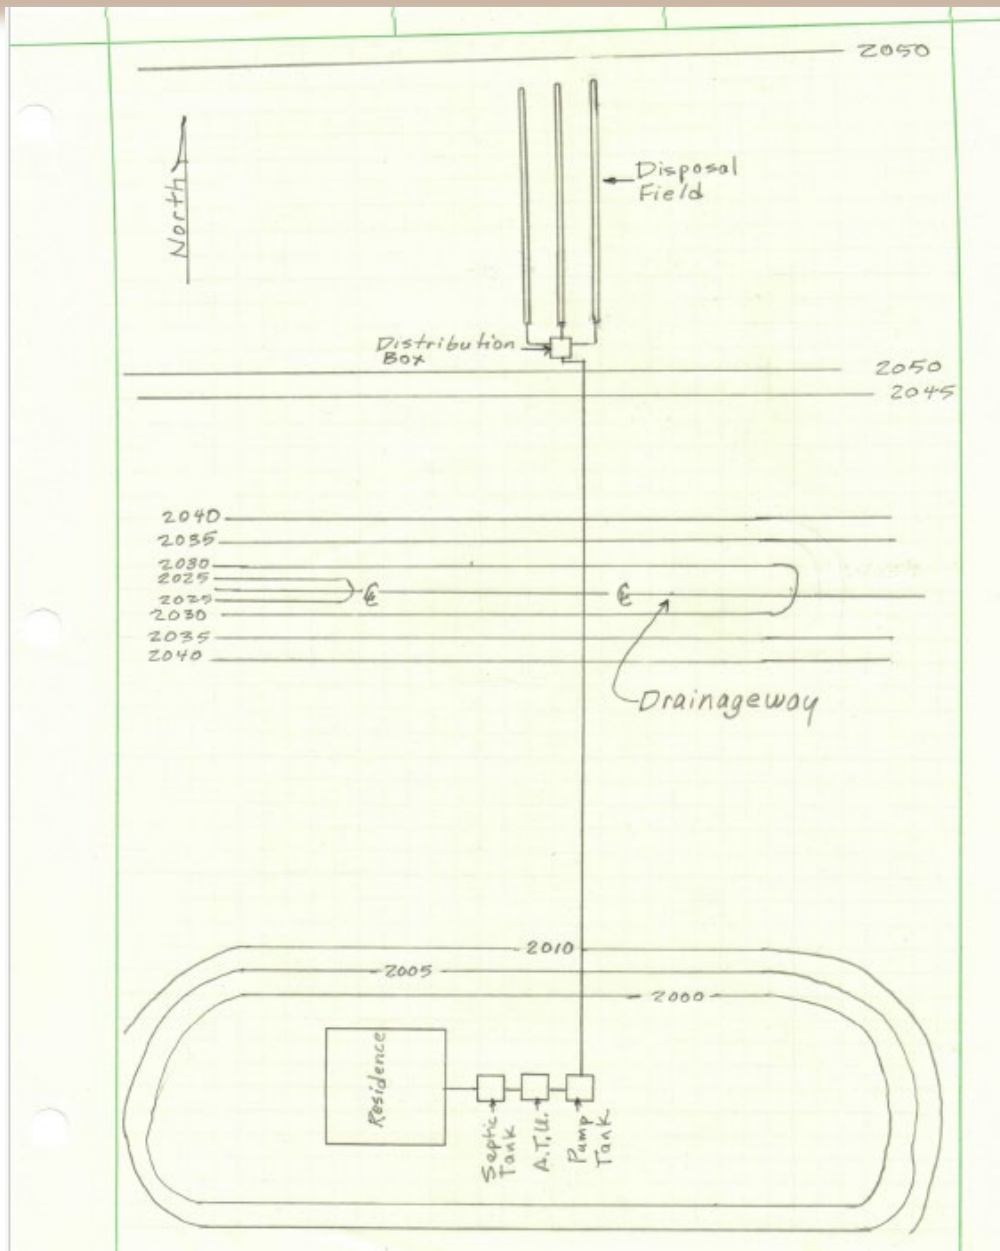 2050
North
Disposal
Field
Distribution
Box
2050
2045
2040
2035
2030
2025
2025
2030
2035
2040
Drainageway
2010
2005
2000
Residence
Septic
Tank
A.T.U.
Pump
Tank